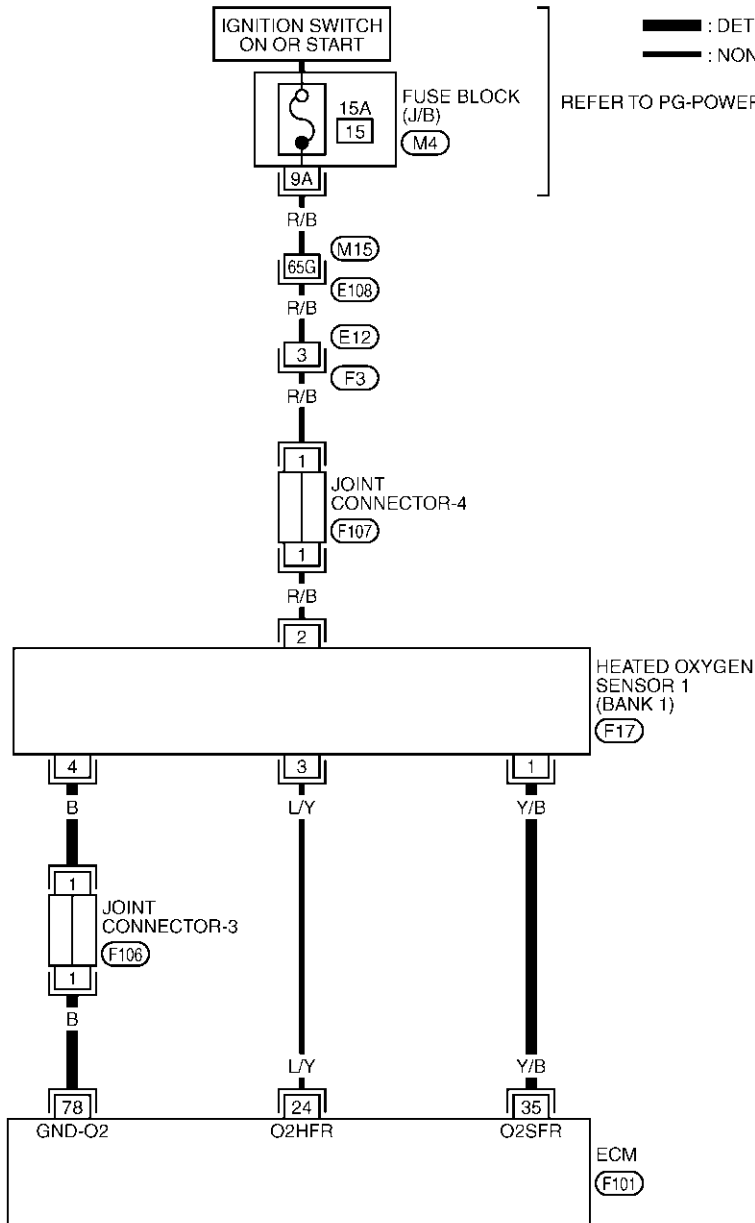 IGNITION SWITCH
ON OR START
: DET
: NON
REFER TO PG-POWER
FUSE BLOCK
(J/B)
M4
15A
15
9A
R/B
M15
65G
E108
R/B
E12
3
F3
R/B
1
JOINT
CONNECTOR-4
F107
1
R/B
2
HEATED OXYGEN
SENSOR 1
(BANK 1)
F17
4 3 1
B L/Y Y/B
1
JOINT
CONNECTOR-3
F106
1
B
L/Y Y/B
78 24 35
GND-O2 O2HFR O2SFR
ECM
F101